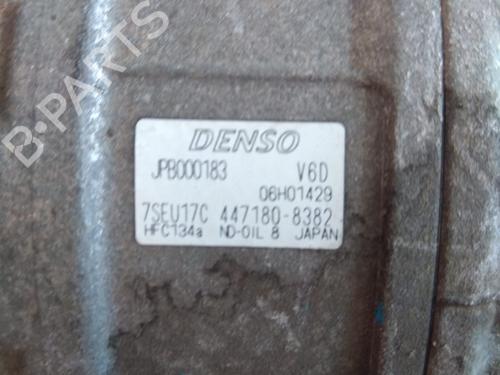 B-PARTS
DENSO
JPB000183 V6D
06H01429
7SEU17C 447180-8382
HFC134a ND-OIL 8 JAPAN